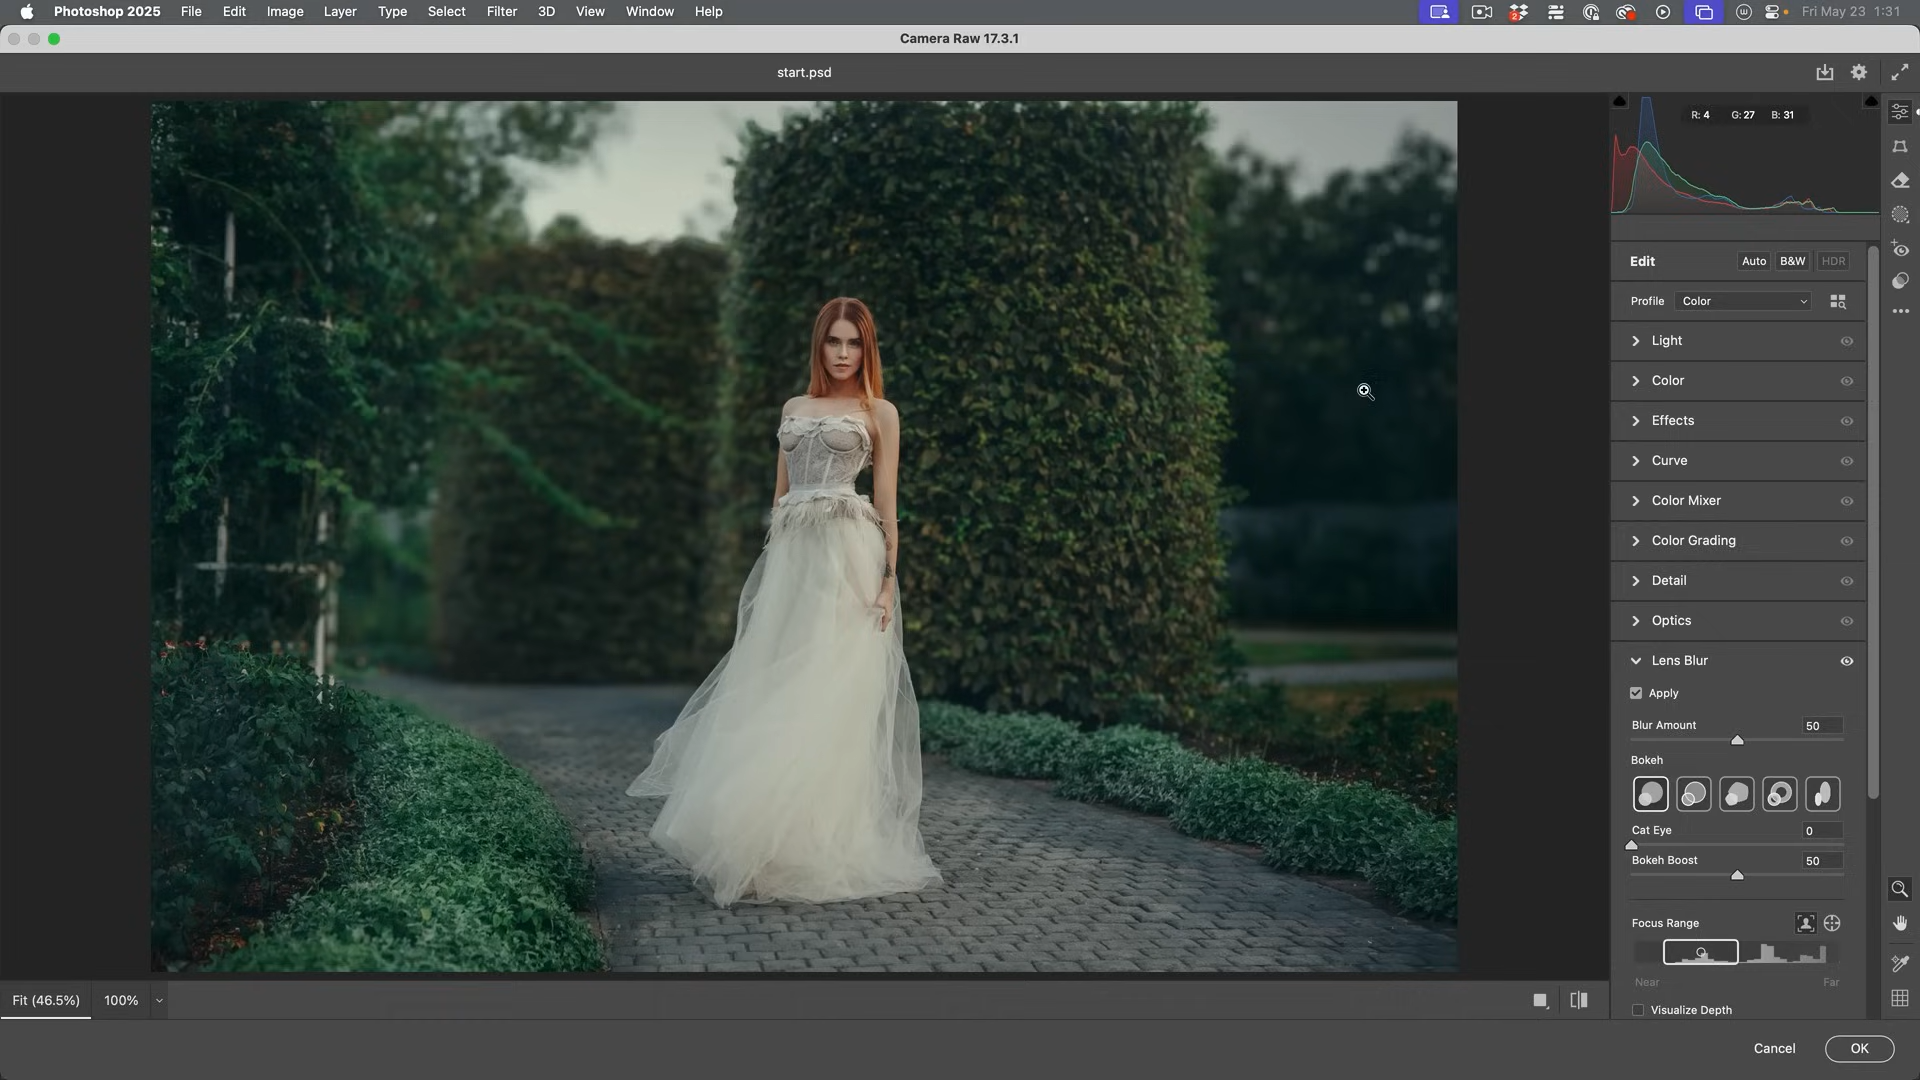 Photoshop 2025 File Edit Image Layer Type Select Filter 3D View Window Help Fri May 23 1:31
Camera Raw 17.3.1
start.psd
R: 4 G: 27 B: 31
Edit Auto B&W HDR
Profile Color
Light
Color
Effects
Curve
Color Mixer
Color Grading
Detail
Optics
Lens Blur
Apply
Blur Amount 50
Bokeh
Cat Eye 0
Bokeh Boost 50
Focus Range
Near Far
Visualize Depth
Fit (46.5%) 100%
Cancel OK